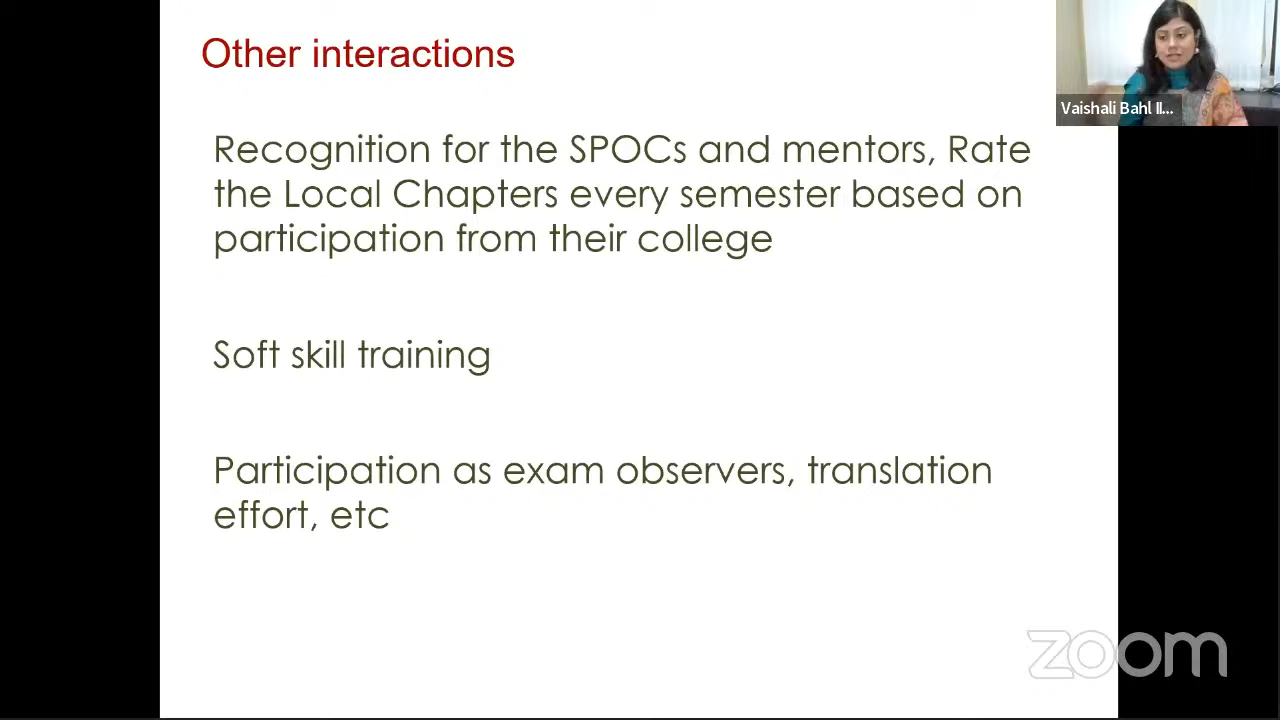 Other interactions
Vaishali Bahl II...
Recognition for the SPOCs and mentors, Rate
the Local Chapters every semester based on
participation from their college
Soft skill training
Participation as exam observers, translation
effort, etc
zoom